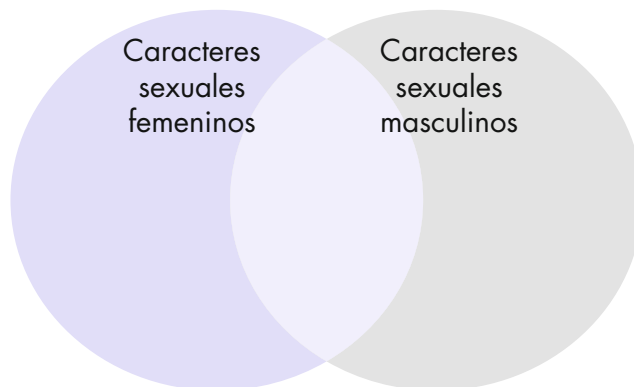 Caracteres
sexuales
femeninos
Caracteres
sexuales
masculinos